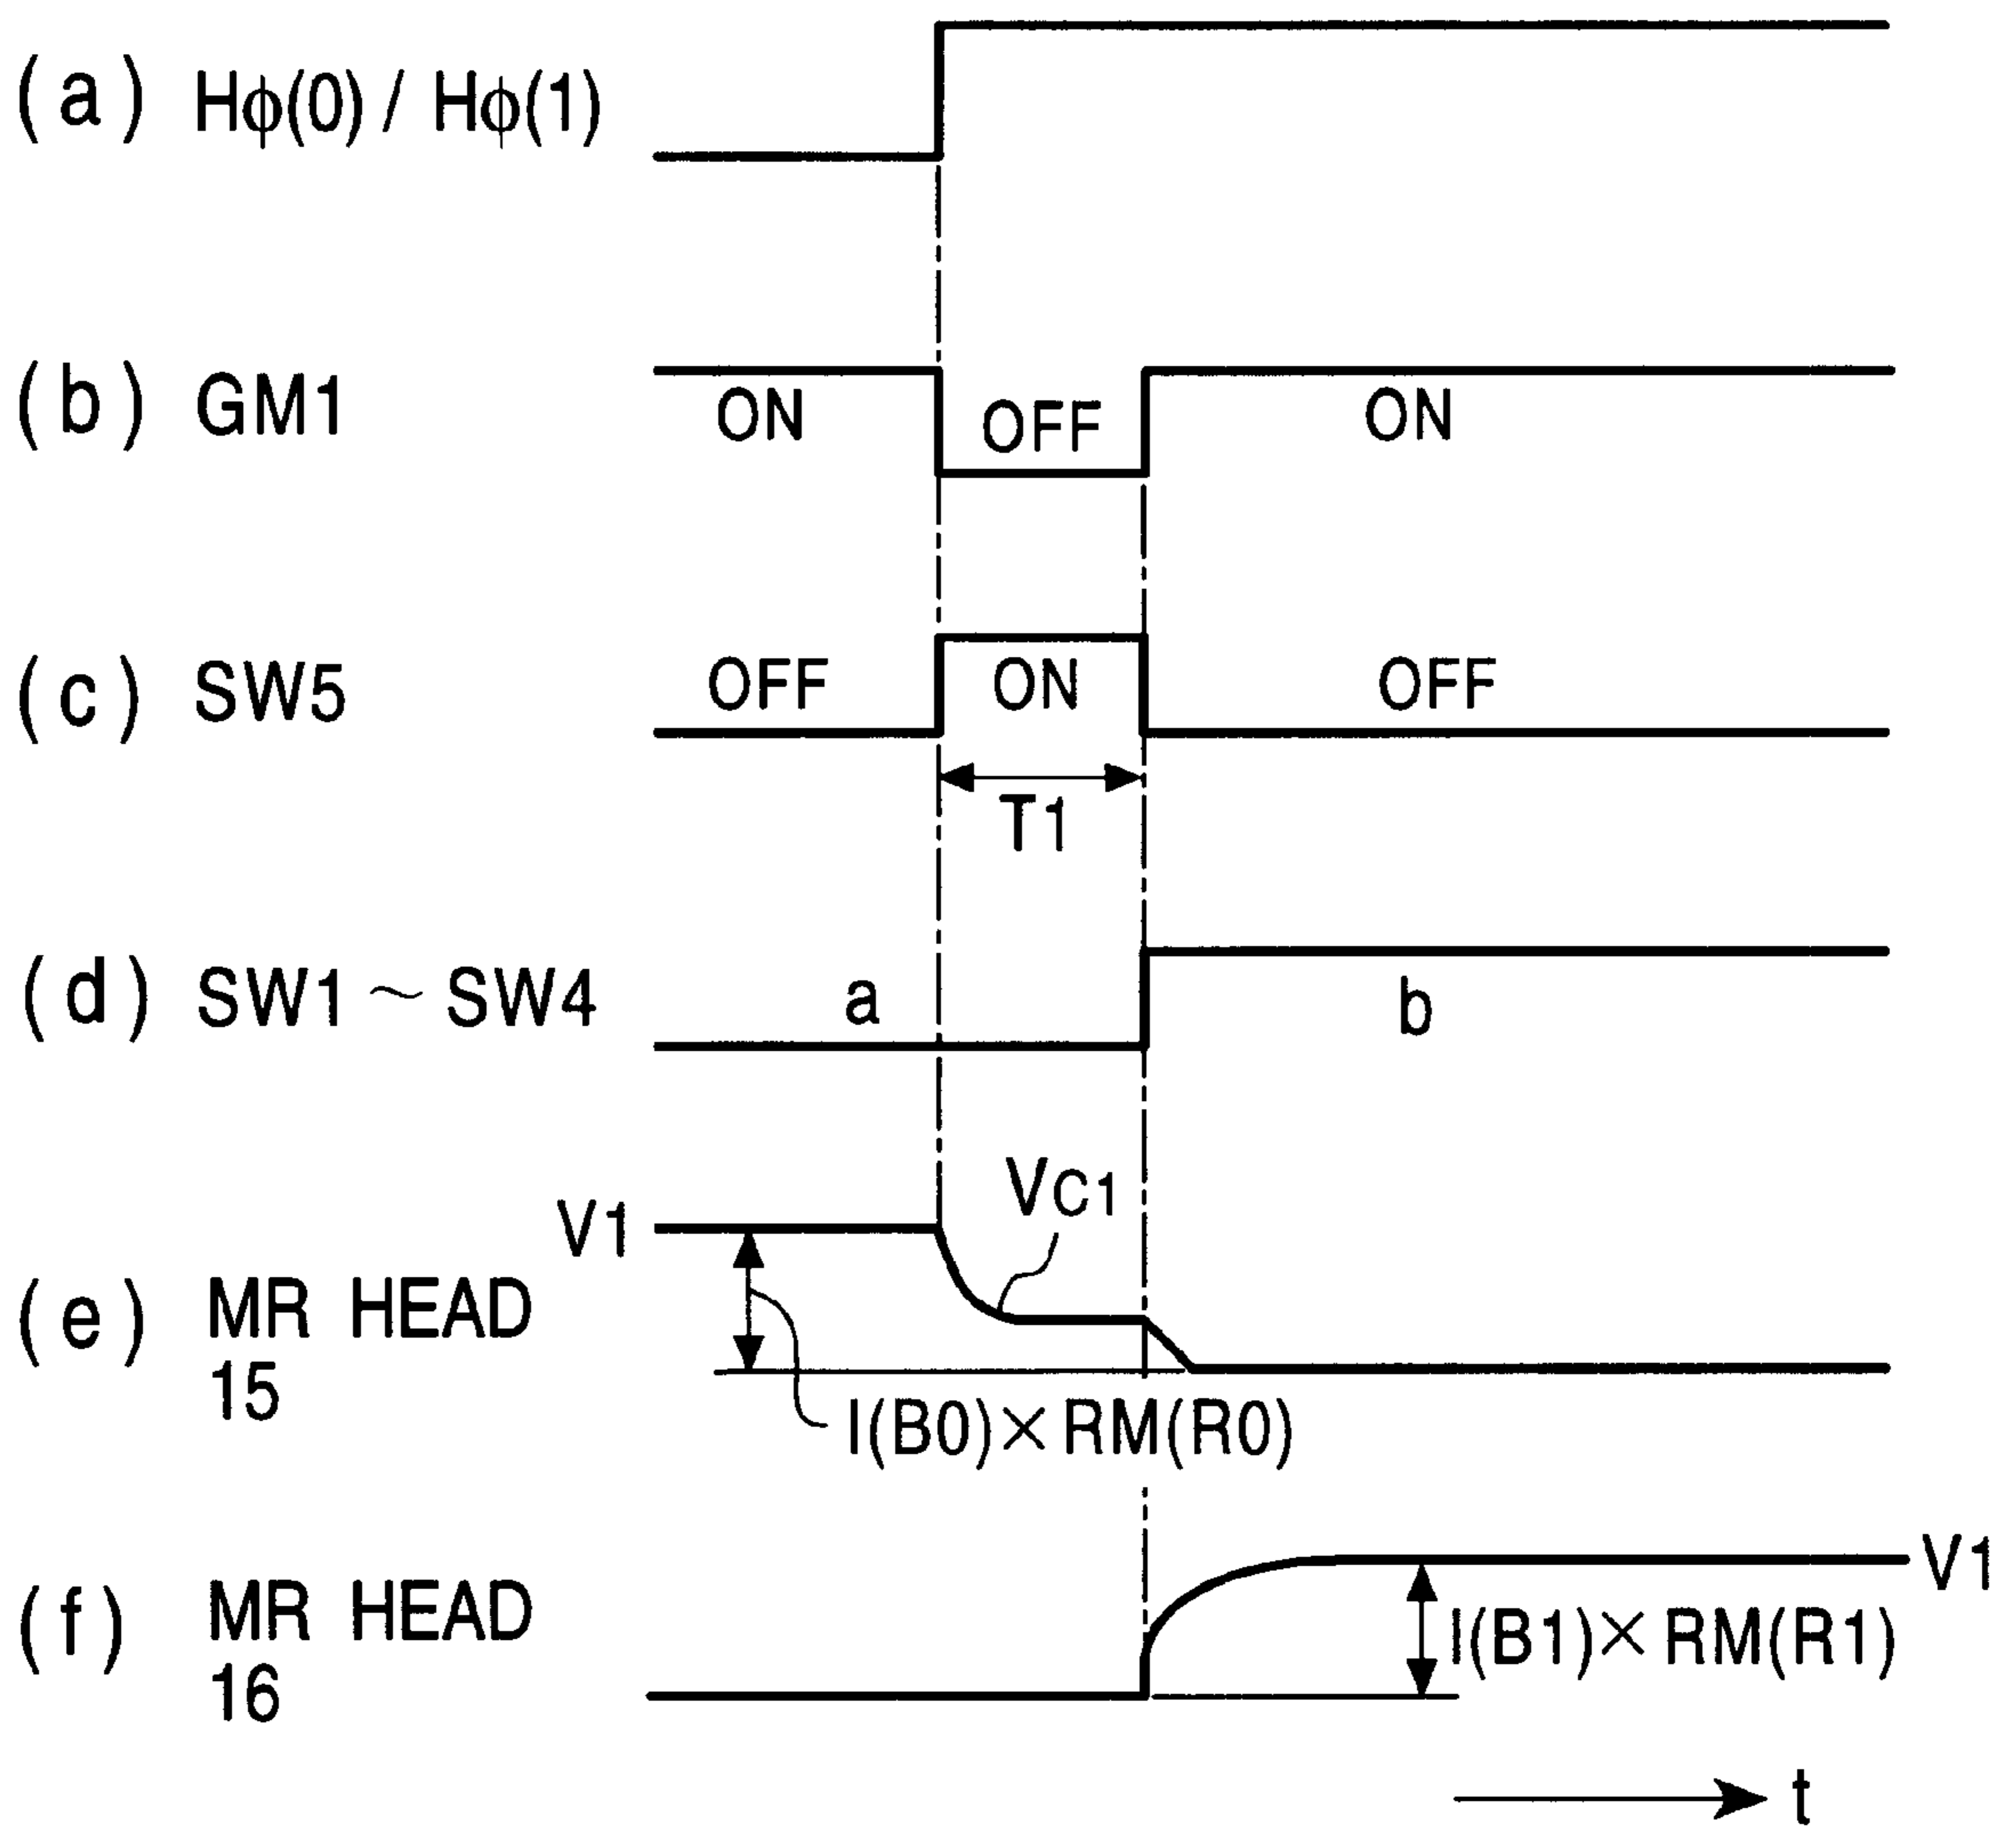 (a) Hϕ(0) / Hϕ(1)
(b) GM1
ON
OFF
ON
(c) SW5
OFF
ON
OFF
T1
(d) SW1～SW4
a
b
V1
VC1
(e) MR HEAD
15
I(B0)×RM(R0)
(f) MR HEAD
16
V1
I(B1)×RM(R1)
t